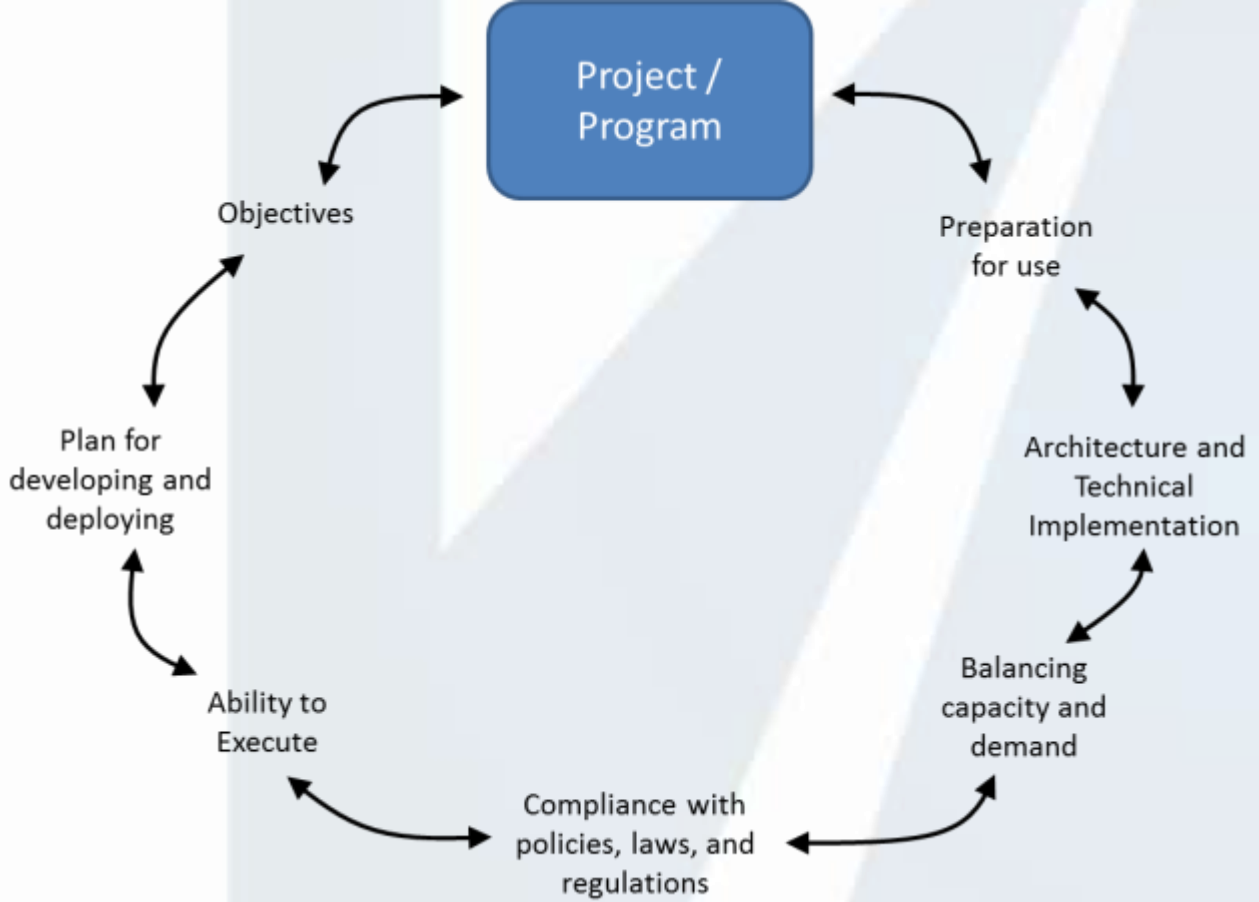 Project /
Program
Objectives
Preparation
for use
Plan for
developing and
deploying
Architecture and
Technical
Implementation
Ability to
Execute
Balancing
capacity and
demand
Compliance with
policies, laws, and
regulations